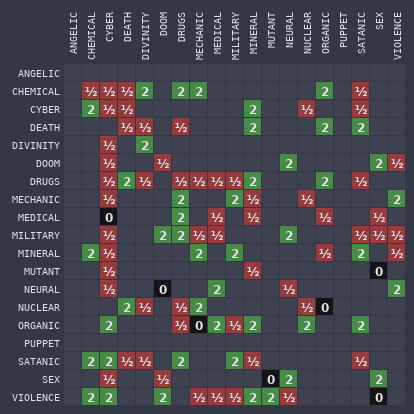 ANGELIC CHEMICAL CYBER DEATH DIVINITY DOOM DRUGS MECHANIC MEDICAL MILITARY MINERAL MUTANT NEURAL NUCLEAR ORGANIC PUPPET SATANIC SEX VIOLENCE
ANGELIC
CHEMICAL ½ ½ ½ 2 2 2 2 ½
CYBER 2 ½ ½ 2 ½ ½
DEATH ½ ½ ½ 2 2 2
DIVINITY ½ 2
DOOM ½ ½ 2 2 ½
DRUGS ½ 2 ½ ½ ½ ½ ½ 2 2 ½
MECHANIC ½ 2 2 ½ ½ 2
MEDICAL 0 2 ½ ½ ½ ½
MILITARY ½ 2 2 ½ ½ 2 ½ ½ ½
MINERAL 2 ½ 2 2 ½ 2 ½
MUTANT ½ ½ 0
NEURAL ½ 0 2 ½ 2
NUCLEAR 2 ½ ½ 2 ½ 0
ORGANIC 2 ½ 0 2 ½ 2 2 2
PUPPET
SATANIC 2 2 ½ ½ 2 2 ½ ½
SEX ½ ½ 0 2 2
VIOLENCE 2 2 2 ½ ½ ½ 2 2 ½ 0